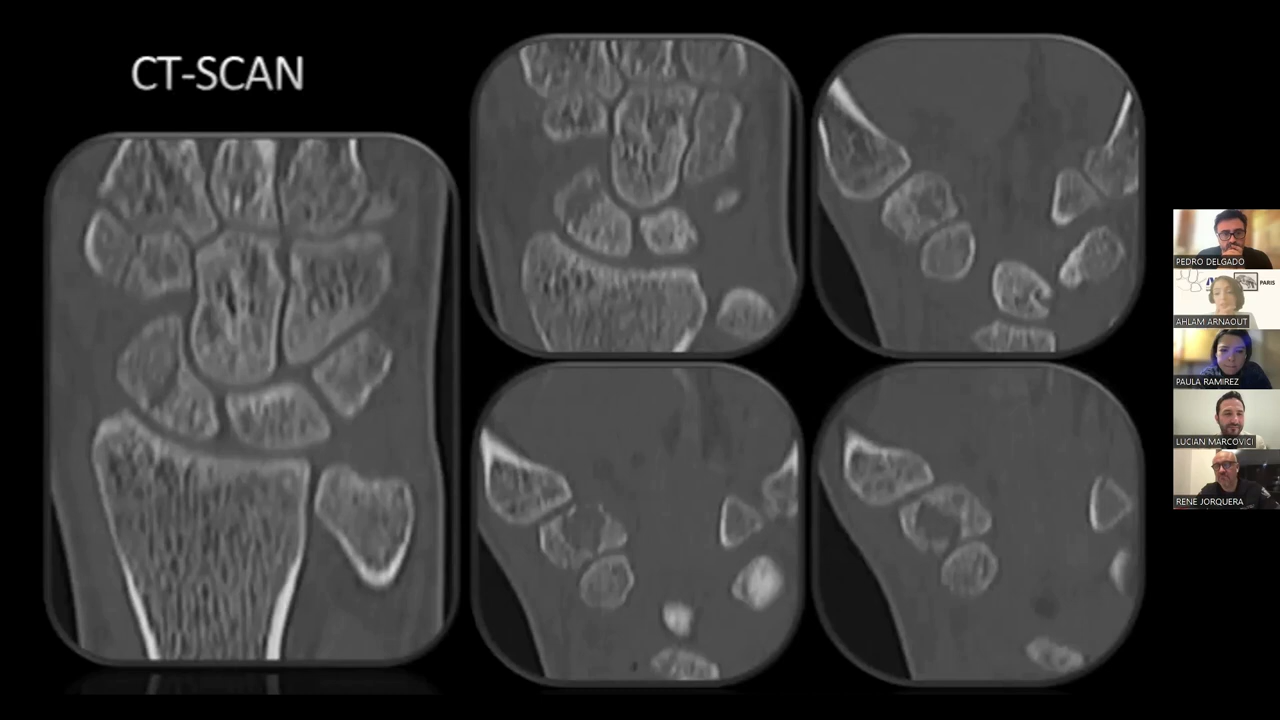 CT-SCAN
PEDRO DELGADO
PARIS
AHLAM ARNAOUT
PAULA RAMIREZ
LUCIAN MARCOVICI
RENE JORQUERA